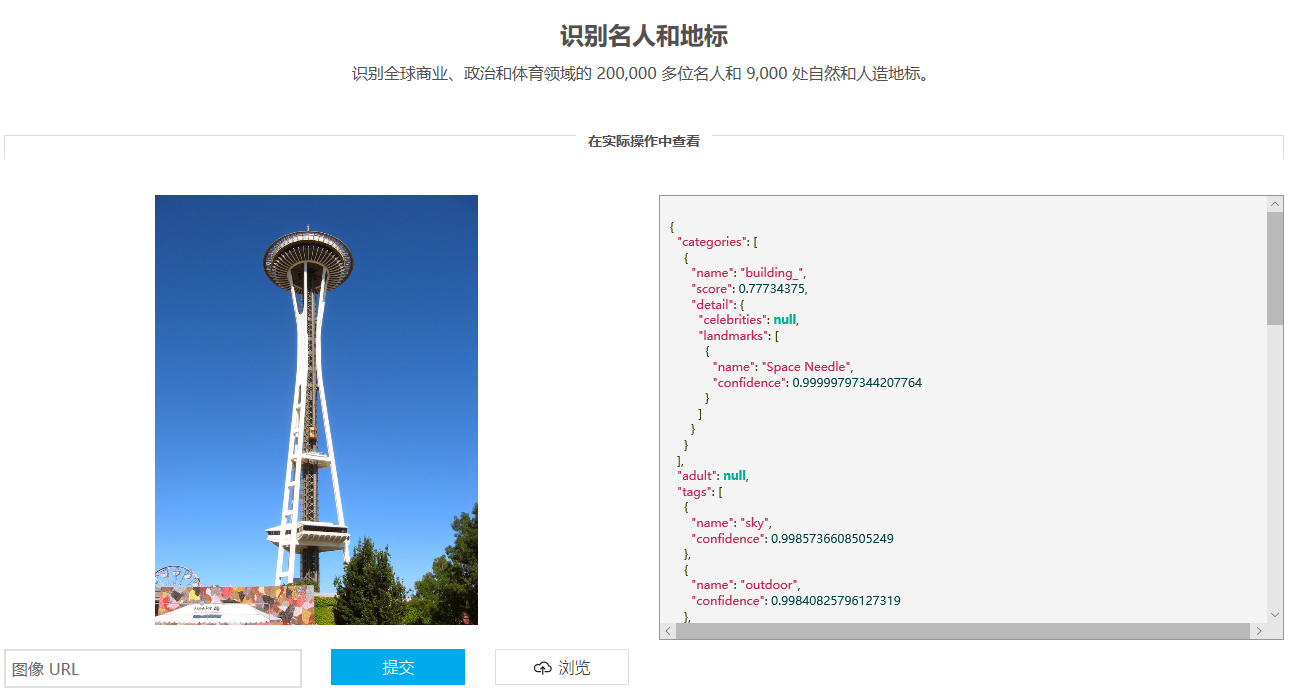 识别名人和地标
识别全球商业、政治和体育领域的 200,000 多位名人和 9,000 处自然和人造地标。
在实际操作中查看
{
"categories": [
{
"name": "building_",
"score": 0.77734375,
"detail": {
"celebrities": null,
"landmarks": [
{
"name": "Space Needle",
"confidence": 0.99999797344207764
}
]
}
}
],
"adult": null,
"tags": [
{
"name": "sky",
"confidence": 0.9985736608505249
},
{
"name": "outdoor",
"confidence": 0.99840825796127319
},
图像 URL
提交
浏览